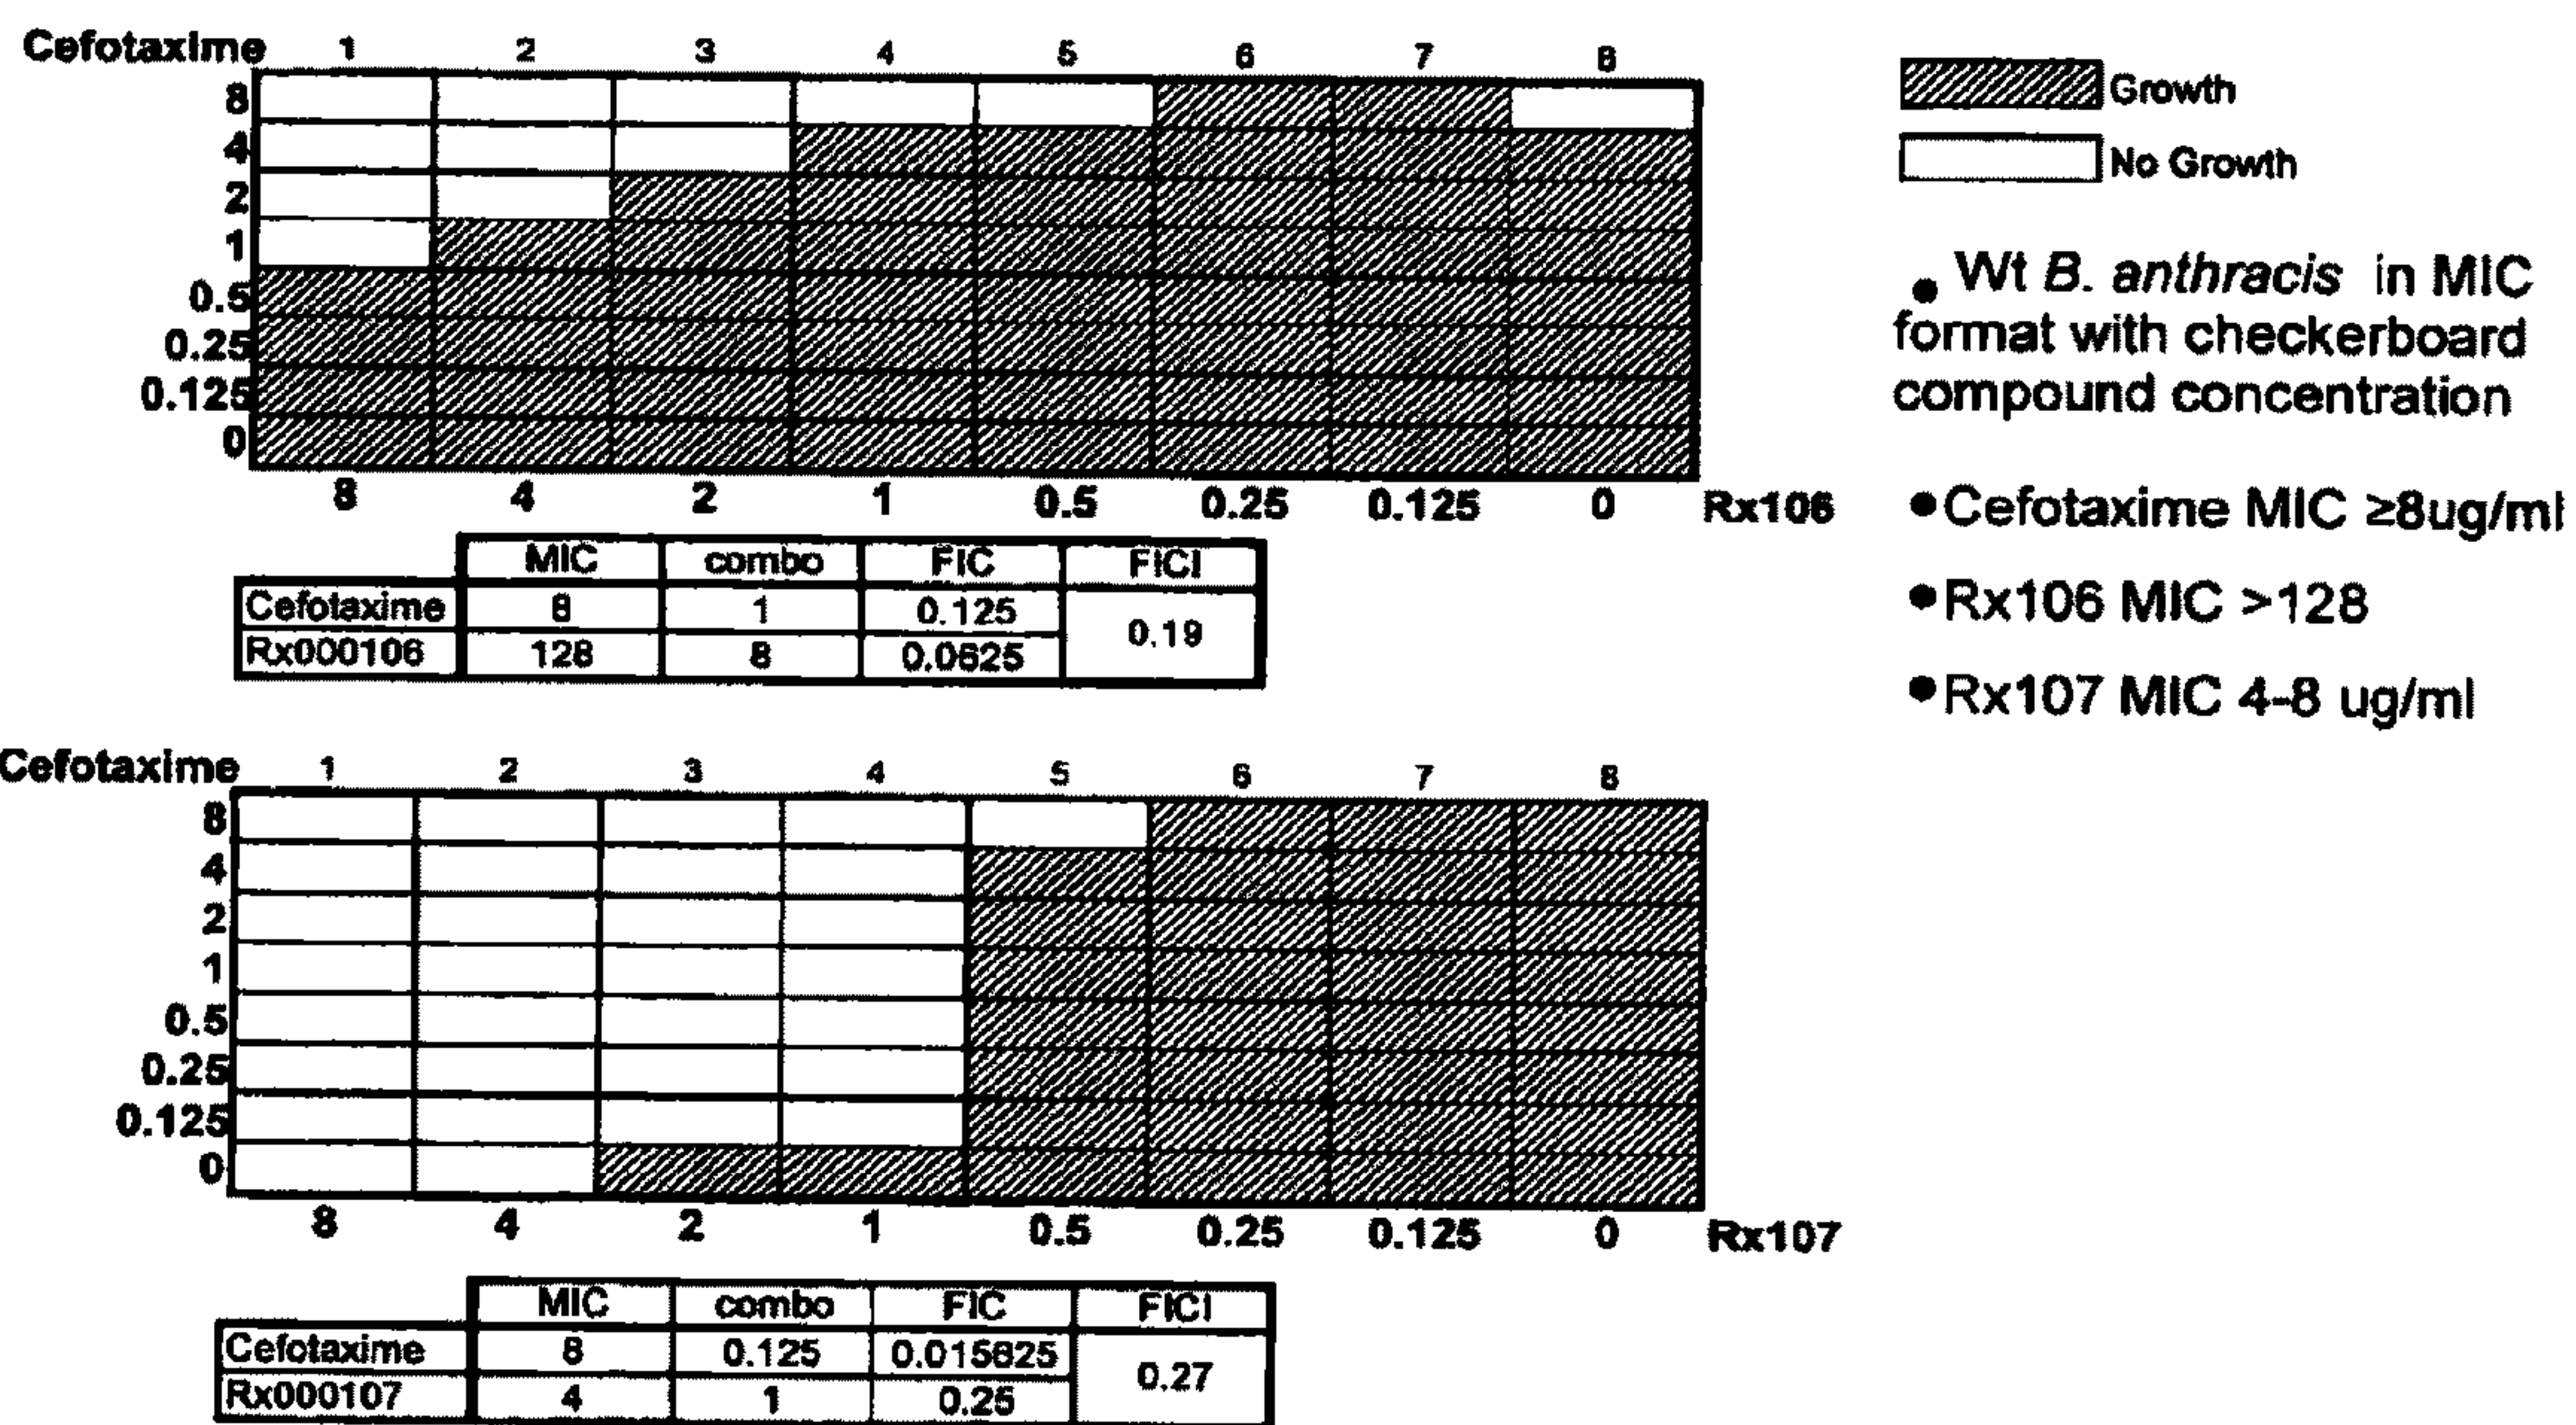 Cefotaxime 1 2 3 4 5 6 7 8
8
4
2
1
0.5
0.25
0.125
0
8 4 2 1 0.5 0.25 0.125 0 Rx106
MIC combo FIC FICI
Cefotaxime 8 1 0.125
0.19
Rx000106 128 8 0.0625
Growth
No Growth
• Wt B. anthracis in MIC
format with checkerboard
compound concentration
•Cefotaxime MIC ≥8ug/ml
•Rx106 MIC >128
•Rx107 MIC 4-8 ug/ml
Cefotaxime 1 2 3 4 5 6 7 8
8
4
2
1
0.5
0.25
0.125
0
8 4 2 1 0.5 0.25 0.125 0 Rx107
MIC combo FIC FICI
Cefotaxime 8 0.125 0.015625
0.27
Rx000107 4 1 0.25